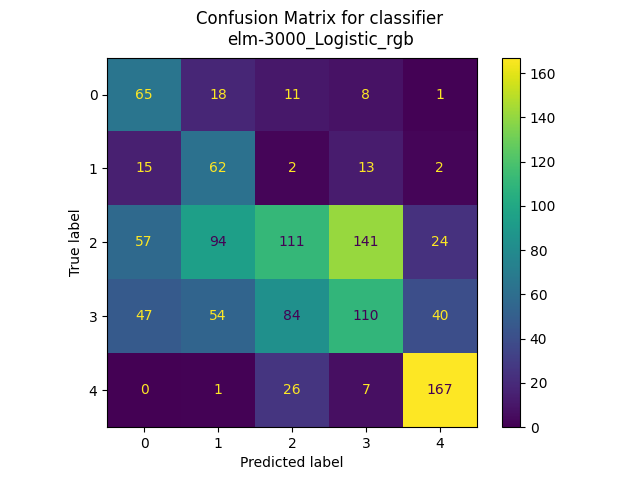 Confusion Matrix for classifier
elm-3000_Logistic_rgb
0 65 18 11 8 1
1 15 62 2 13 2
2 57 94 111 141 24
3 47 54 84 110 40
4 0 1 26 7 167
0 1 2 3 4
Predicted label
True label
160
140
120
100
80
60
40
20
0